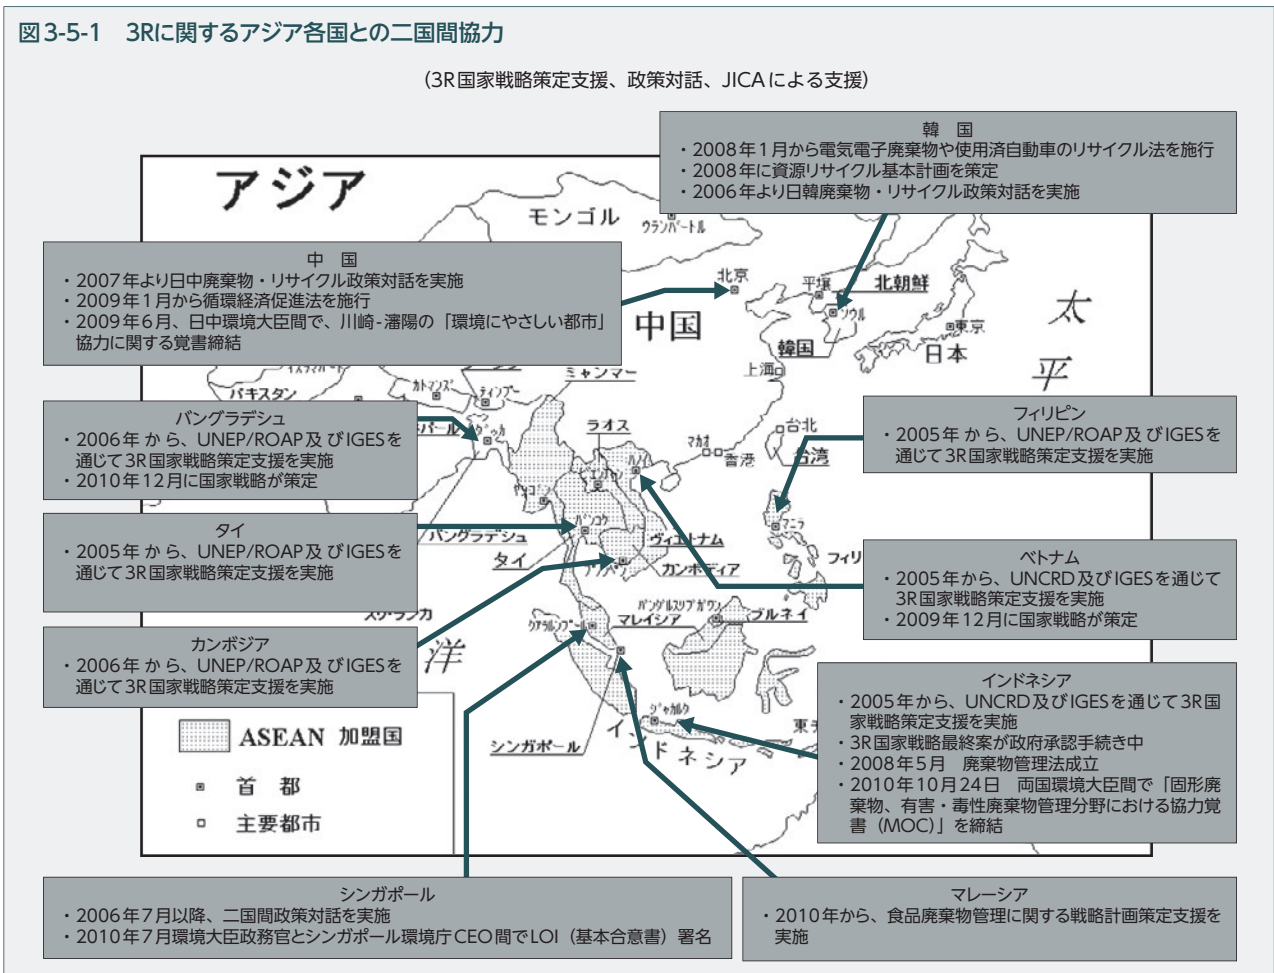 図3-5-1 3Rに関するアジア各国との二国間協力
(3R国家戦略策定支援、政策対話、JICAによる支援)
韓 国
・2008年1月から電気電子廃棄物や使用済自動車のリサイクル法を施行
・2008年に資源リサイクル基本計画を策定
・2006年より日韓廃棄物・リサイクル政策対話を実施
アジア
モンゴル
ウランバートル
中 国
・2007年より日中廃棄物・リサイクル政策対話を実施
・2009年1月から循環経済促進法を施行
・2009年6月、日中環境大臣間で、川崎-瀋陽の「環境にやさしい都市」
協力に関する覚書締結
北京
平壌
北朝鮮
ソウル
中国
韓国
東京
日本
上海
太
平
洋
パキスタン
カトマンズ
ティンプー
ミャンマー
ラオス
マカオ
香港
台北
台湾
ハノイ
バングラデシュ
・2006年から、UNEP/ROAP及びIGESを
通じて3R国家戦略策定支援を実施
・2010年12月に国家戦略が策定
フィリピン
・2005年から、UNEP/ROAP及びIGESを
通じて3R国家戦略策定支援を実施
タイ
・2005年から、UNEP/ROAP及びIGESを
通じて3R国家戦略策定支援を実施
バンコク
バングラデシュ
タイ
ヴィエトナム
カンボディア
マニラ
フィリ
ベトナム
・2005年から、UNCRD及びIGESを通じて
3R国家戦略策定支援を実施
・2009年12月に国家戦略が策定
スリランカ
クアラルンプール
マレイシア
バンダルスリブガワン
ブルネイ
カンボジア
・2006年から、UNEP/ROAP及びIGESを
通じて3R国家戦略策定支援を実施
インドネシア
・2005年から、UNCRD及びIGESを通じて3R国
家戦略策定支援を実施
・3R国家戦略最終案が政府承認手続き中
・2008年5月 廃棄物管理法成立
・2010年10月24日 両国環境大臣間で「固形廃
棄物、有害・毒性廃棄物管理分野における協力覚
書（MOC）」を締結
ジャカルタ
シンガポール
インドネシア
ASEAN 加盟国
首 都
主要都市
シンガポール
・2006年7月以降、二国間政策対話を実施
・2010年7月環境大臣政務官とシンガポール環境庁CEO間でLOI（基本合意書）署名
マレーシア
・2010年から、食品廃棄物管理に関する戦略計画策定支援を
実施